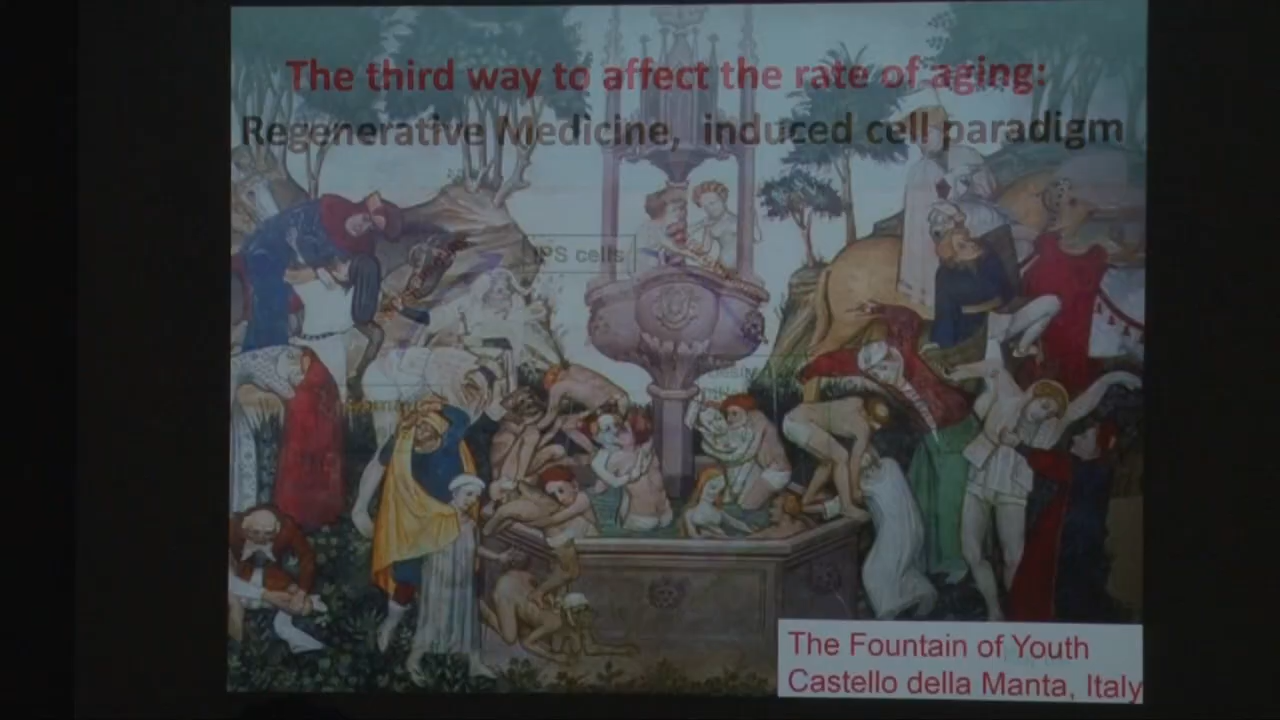 The third way to affect the rate of aging:
Regenerative Medicine, induced cell paradigm
iPS cells
The Fountain of Youth
Castello della Manta, Italy